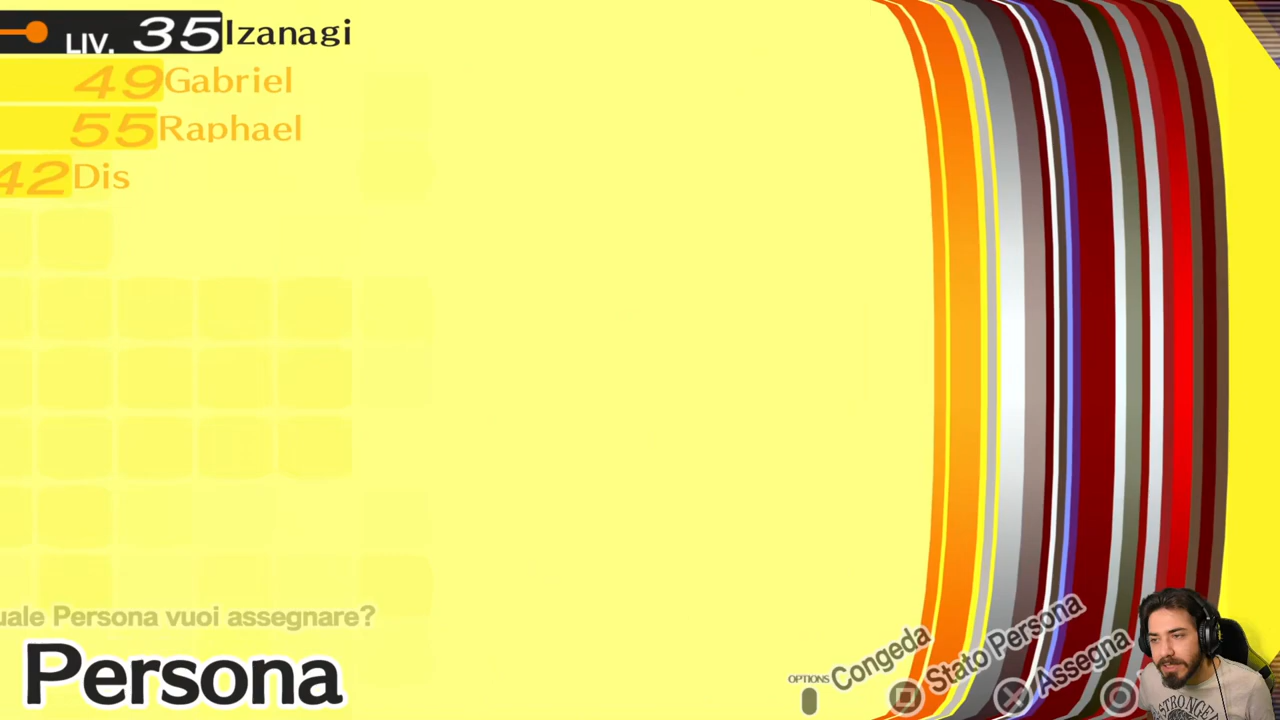 LIV. 35 Izanagi
49 Gabriel
55 Raphael
42 Dis
uale Persona vuoi assegnare?
Persona
OPTIONS Congeda
Stato Persona
Assegna
STRONGE